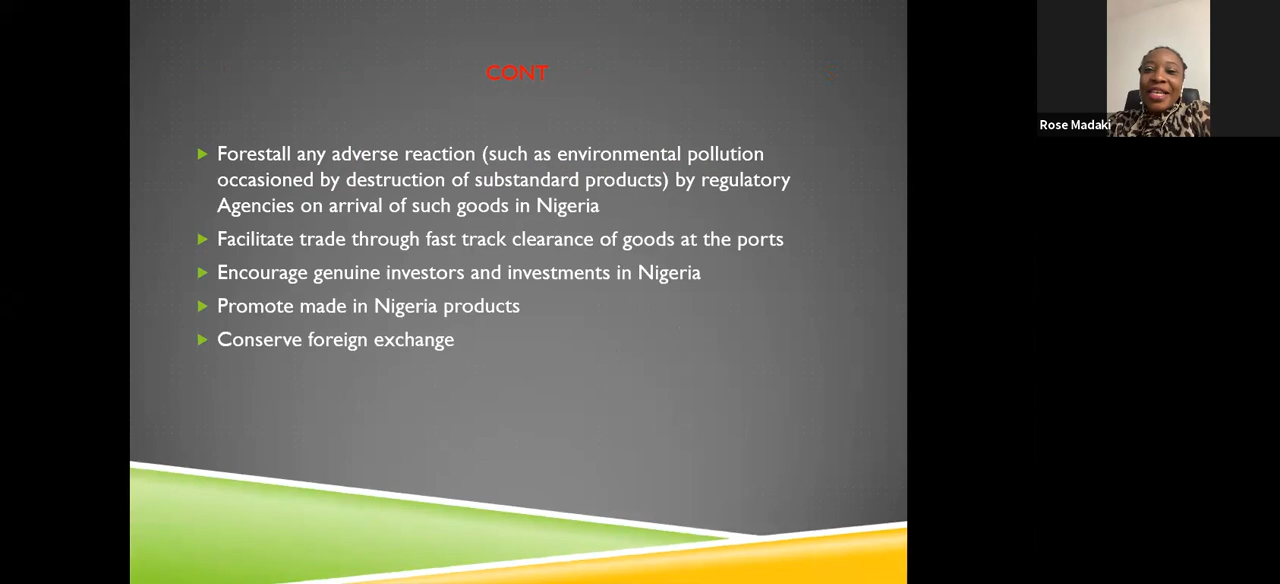 CONT
Forestall any adverse reaction (such as environmental pollution
occasioned by destruction of substandard products) by regulatory
Agencies on arrival of such goods in Nigeria
Facilitate trade through fast track clearance of goods at the ports
Encourage genuine investors and investments in Nigeria
Promote made in Nigeria products
Conserve foreign exchange
Rose Madaki